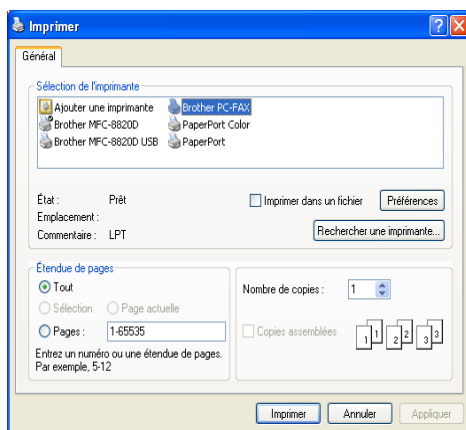 Imprimer
Général
Sélection de l'imprimante
Ajouter une imprimante
Brother PC-FAX
Brother MFC-8820D
PaperPort Color
Brother MFC-8820D USB
PaperPort
État : Prêt
Imprimer dans un fichier
Préférences
Emplacement :
Commentaire : LPT
Rechercher une imprimante...
Étendue de pages
Tout
Nombre de copies : 1
Sélection
Page actuelle
Pages : 1-65535
Copies assemblées
1 1 2 2 3 3
Entrez un numéro ou une étendue de pages.
Par exemple, 5-12
Imprimer
Annuler
Appliquer